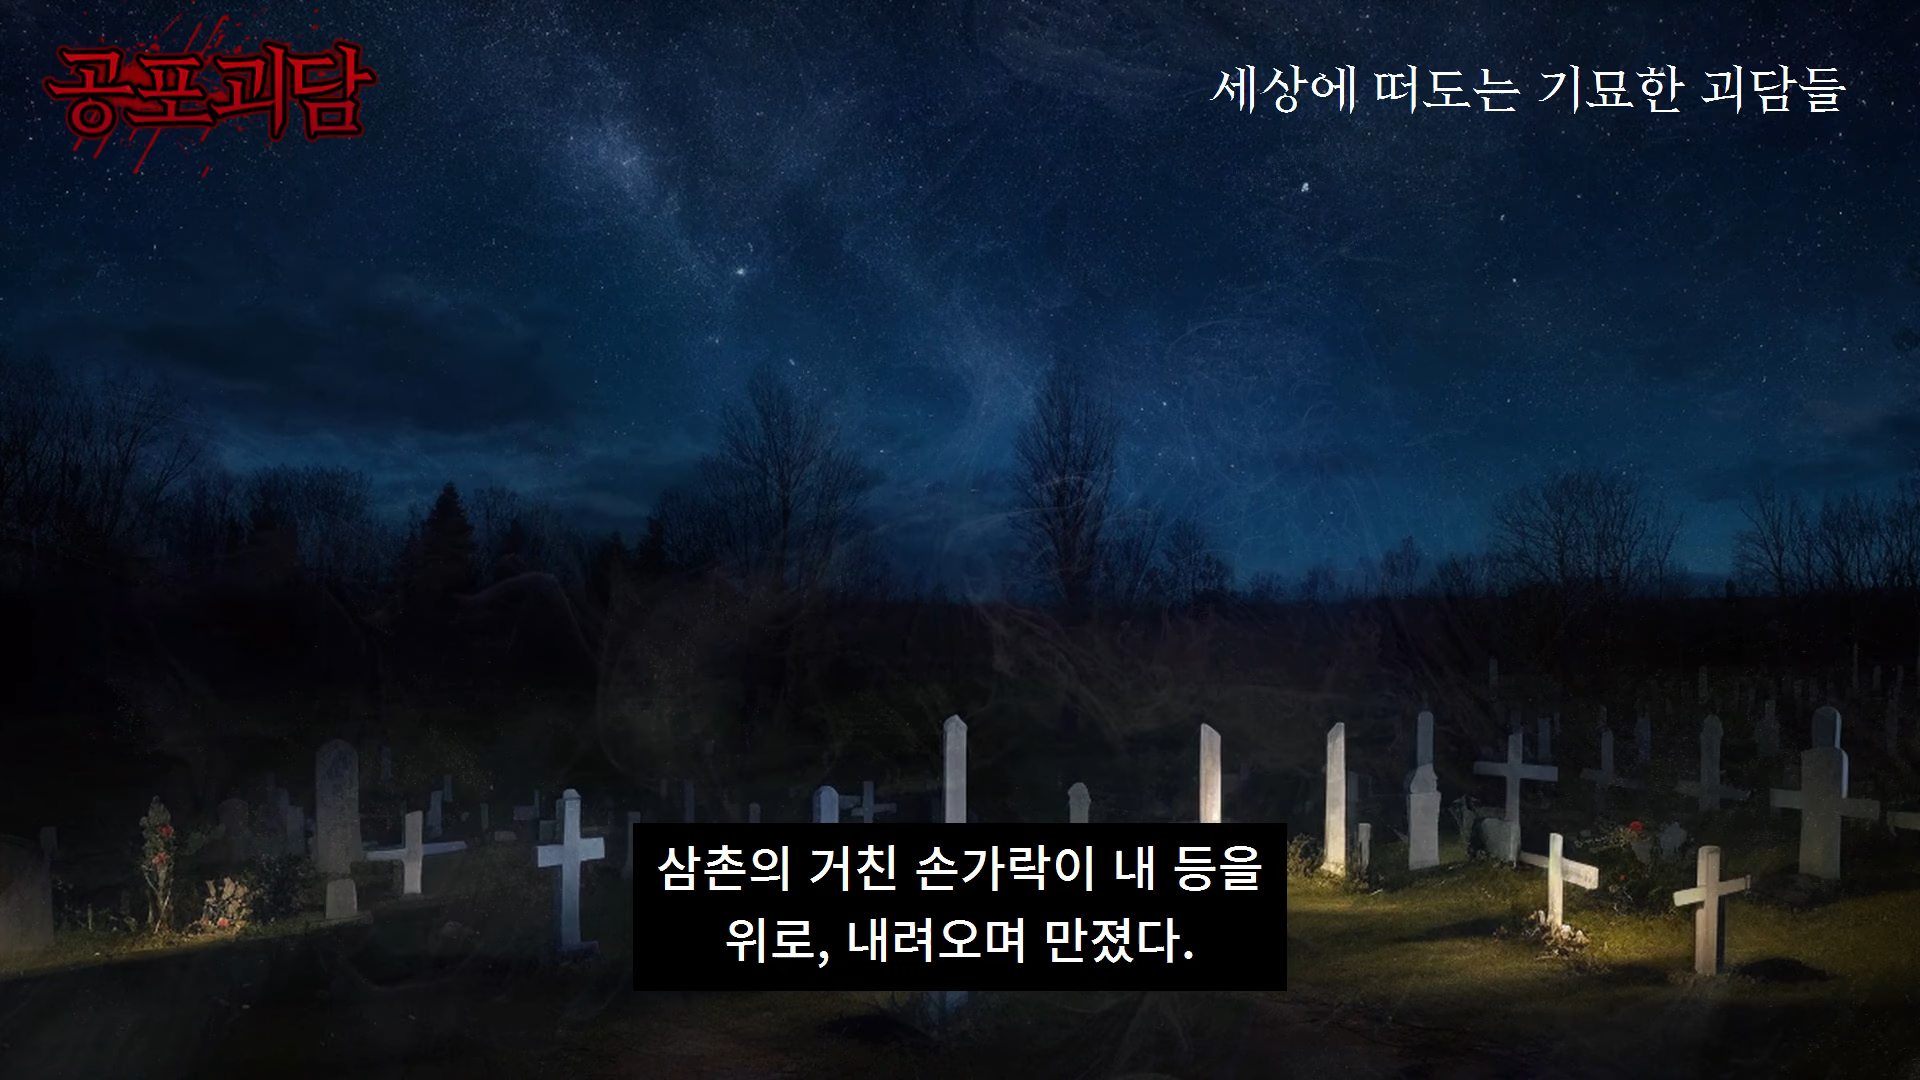 공포괴담
세상에 떠도는 기묘한 괴담들
삼촌의 거친 손가락이 내 등을
위로, 내려오며 만졌다.